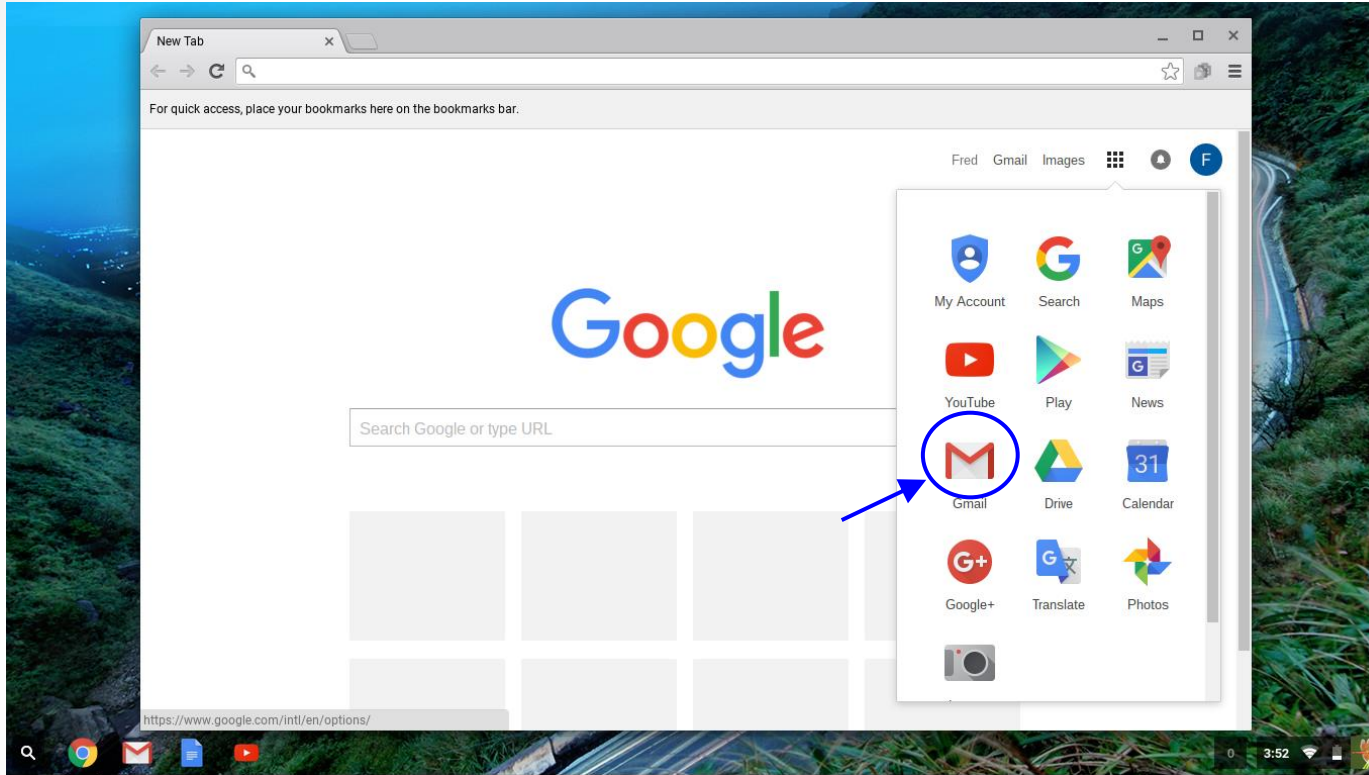 New Tab
For quick access, place your bookmarks here on the bookmarks bar.
Fred Gmail Images F
Google
Search Google or type URL
My Account Search Maps
YouTube Play News
Gmail Drive 31 Calendar
Google+ Translate Photos
https://www.google.com/intl/en/options/
0 3:52